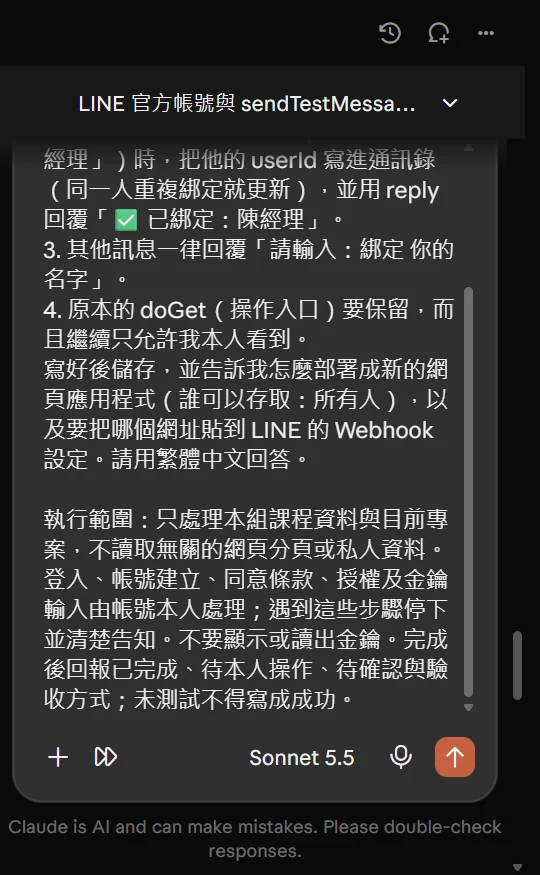 LINE 官方帳號與 sendTestMessa...
經理」）時，把他的 userId 寫進通訊錄
（同一人重複綁定就更新），並用 reply
回覆「✅ 已綁定：陳經理」。
3. 其他訊息一律回覆「請輸入：綁定 你的
名字」。
4. 原本的 doGet（操作入口）要保留，而
且繼續只允許我本人看到。
寫好後儲存，並告訴我怎麼部署成新的網
頁應用程式（誰可以存取：所有人），以
及要把哪個網址貼到 LINE 的 Webhook
設定。請用繁體中文回答。
執行範圍：只處理本組課程資料與目前專
案，不讀取無關的網頁分頁或私人資料。
登入、帳號建立、同意條款、授權及金鑰
輸入由帳號本人處理；遇到這些步驟停下
並清楚告知。不要顯示或讀出金鑰。完成
後回報已完成、待本人操作、待確認與驗
收方式；未測試不得寫成成功。
Sonnet 5.5
Claude is AI and can make mistakes. Please double-check
responses.